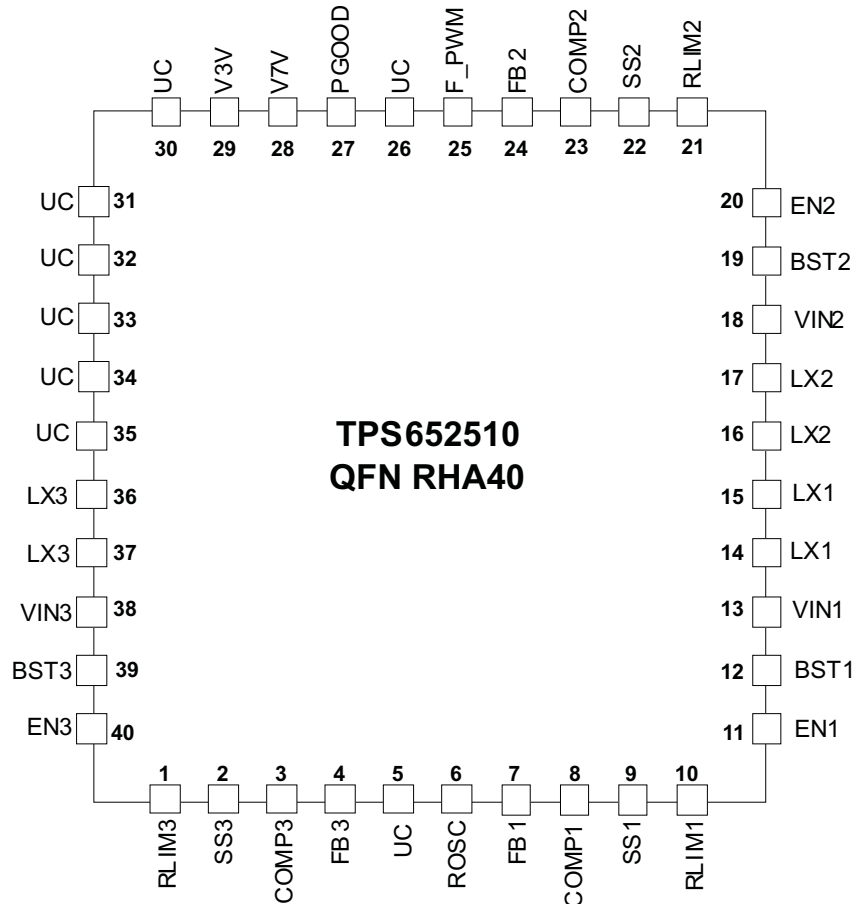 UC V3V V7V PGOOD UC F_PWM FB2 COMP2 SS2 RLIM2
30 29 28 27 26 25 24 23 22 21
UC 31
UC 32
UC 33
UC 34
UC 35
LX3 36
LX3 37
VIN3 38
BST3 39
EN3 40
TPS652510
QFN RHA40
20 EN2
19 BST2
18 VIN2
17 LX2
16 LX2
15 LX1
14 LX1
13 VIN1
12 BST1
11 EN1
1 2 3 4 5 6 7 8 9 10
RLIM3 SS3 COMP3 FB3 UC ROSC FB1 COMP1 SS1 RLIM1